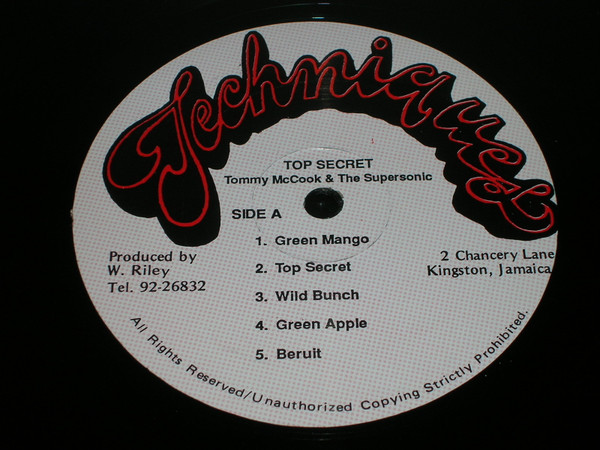 Techniques
TOP SECRET
Tommy McCook & The Supersonic
SIDE A
1. Green Mango
2. Top Secret
3. Wild Bunch
4. Green Apple
5. Beruit
Produced by
W. Riley
Tel. 92-26832
2 Chancery Lane
Kingston, Jamaica
All Rights Reserved/Unauthorized Copying Strictly Prohibited.